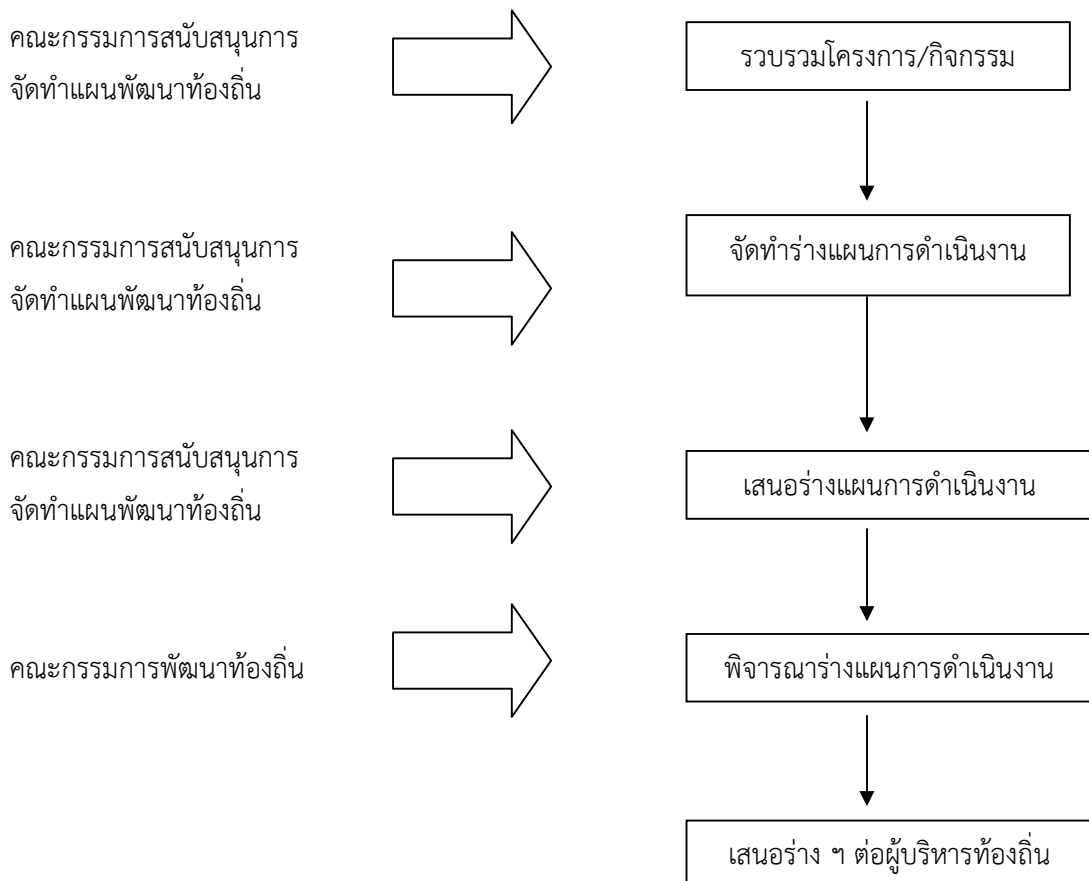 คณะกรรมการสนับสนุนการ
จัดทำแผนพัฒนาท้องถิ่น
รวบรวมโครงการ/กิจกรรม
คณะกรรมการสนับสนุนการ
จัดทำแผนพัฒนาท้องถิ่น
จัดทำร่างแผนการดำเนินงาน
คณะกรรมการสนับสนุนการ
จัดทำแผนพัฒนาท้องถิ่น
เสนอร่างแผนการดำเนินงาน
คณะกรรมการพัฒนาท้องถิ่น
พิจารณาร่างแผนการดำเนินงาน
เสนอร่าง ฯ ต่อผู้บริหารท้องถิ่น